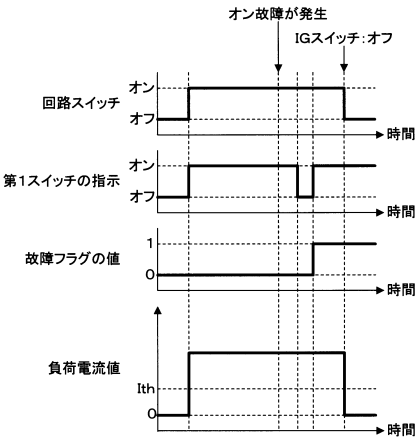 オン故障が発生
IGスイッチ：オフ
回路スイッチ
オン
オフ
時間
第1スイッチの指示
オン
オフ
時間
故障フラグの値
1
0
時間
負荷電流値
Ith
0
時間